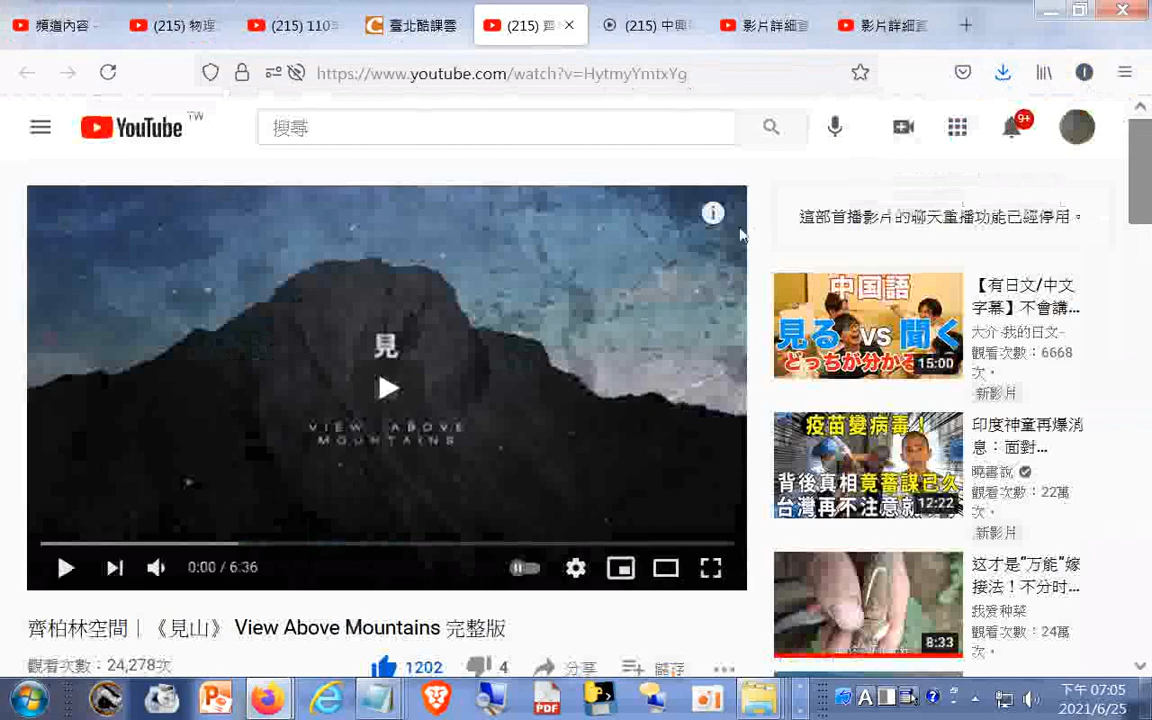 頻道內容 -
(215) 物理
(215) 110
臺北酷課雲
(215) 齊
(215) 中興
影片詳細
影片詳細
https://www.youtube.com/watch?v=HytmyYmtxYg
YouTube TW
搜尋
9+
這部首播影片的聊天重播功能已經停用。
見
VIEW ABOVE
MOUNTAINS
0:00 / 6:36
齊柏林空間｜《見山》 View Above Mountains 完整版
觀看次數：24,278次
1202
4
分享
儲存
中国語
見る vs 聞く
どっちが分かる
15:00
【有日文/中文
字幕】不會講...
大介 -我的日文-
觀看次數：6668
次・
新影片
疫苗變病毒！
背後真相竟蓄謀已久
台灣再不注意就
12:22
印度神童再爆消
息：面對...
曉書說
觀看次數：22萬
次・
新影片
8:33
这才是"万能"嫁
接法！不分时...
我爱种菜
觀看次數：24萬
次・
PDF
A
下午 07:05
2021/6/25